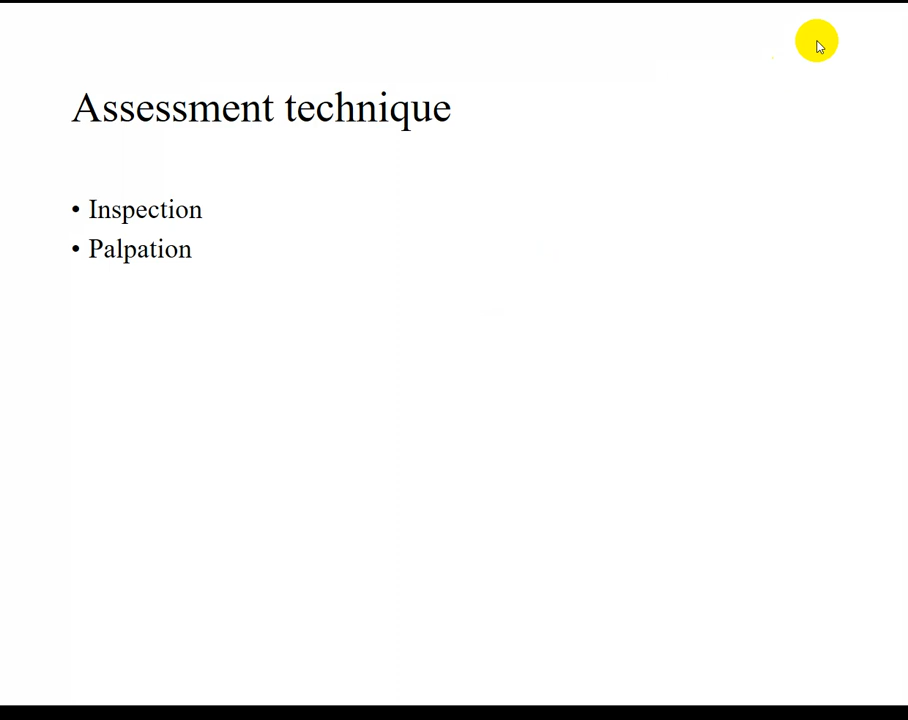 Assessment technique
• Inspection
• Palpation